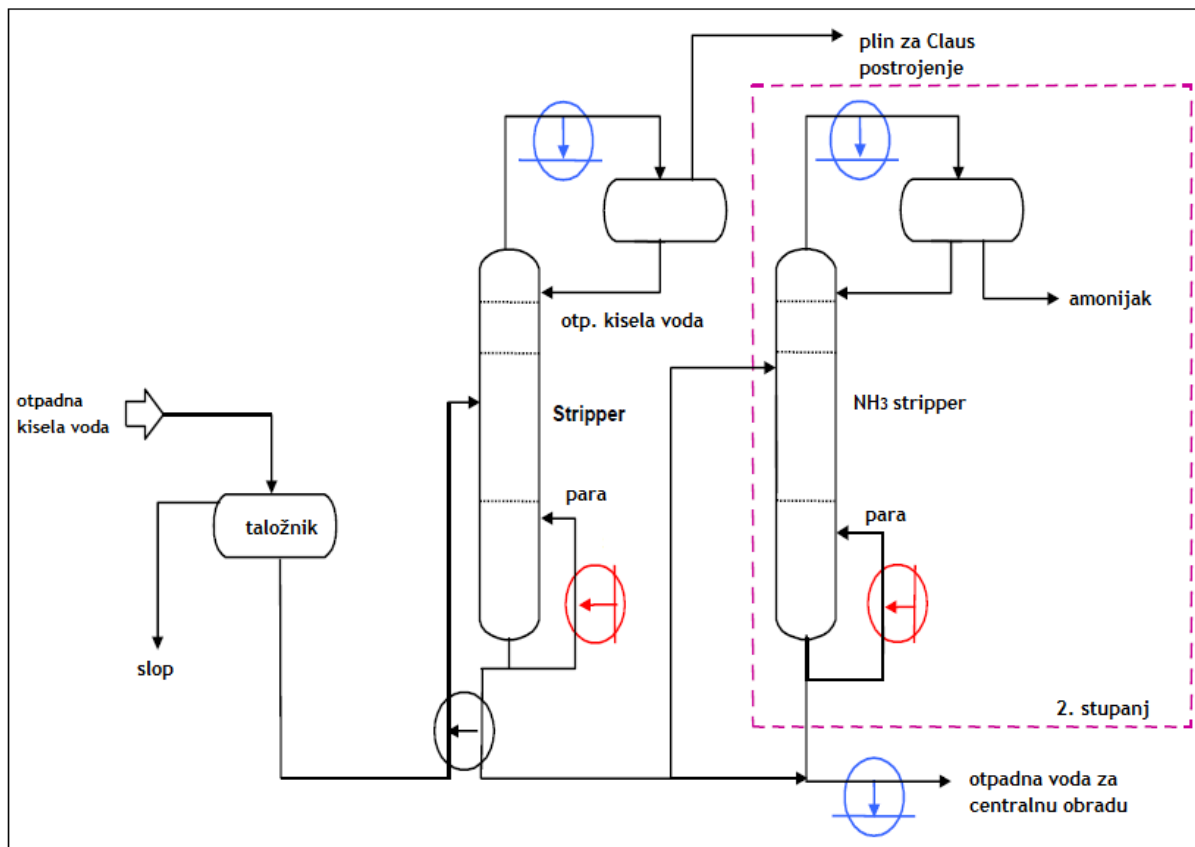 plin za Claus
postrojenje
otp. kisela voda
amonijak
otpadna
kisela voda
Stripper
NH3 stripper
taložnik
para
para
slop
2. stupanj
otpadna voda za
centralnu obradu